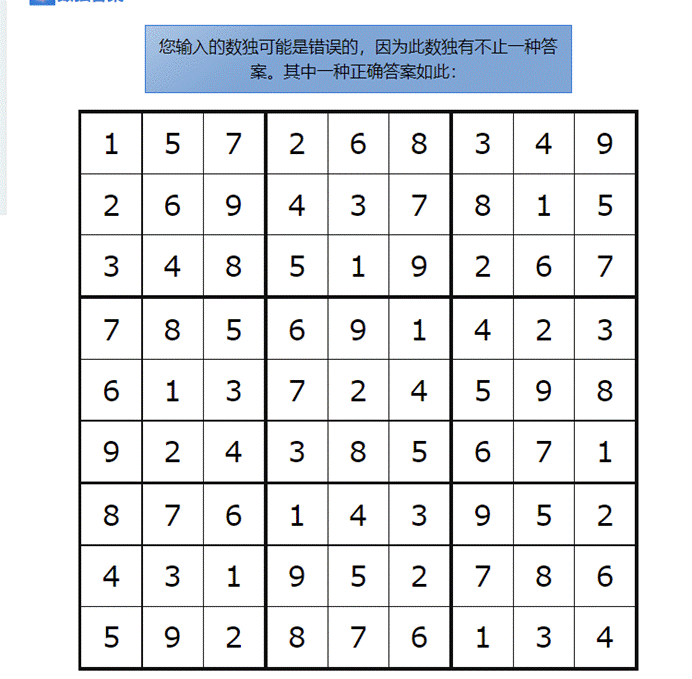 您输入的数独可能是错误的，因为此数独有不止一种答
案。其中一种正确答案如此：
1 5 7 2 6 8 3 4 9
2 6 9 4 3 7 8 1 5
3 4 8 5 1 9 2 6 7
7 8 5 6 9 1 4 2 3
6 1 3 7 2 4 5 9 8
9 2 4 3 8 5 6 7 1
8 7 6 1 4 3 9 5 2
4 3 1 9 5 2 7 8 6
5 9 2 8 7 6 1 3 4